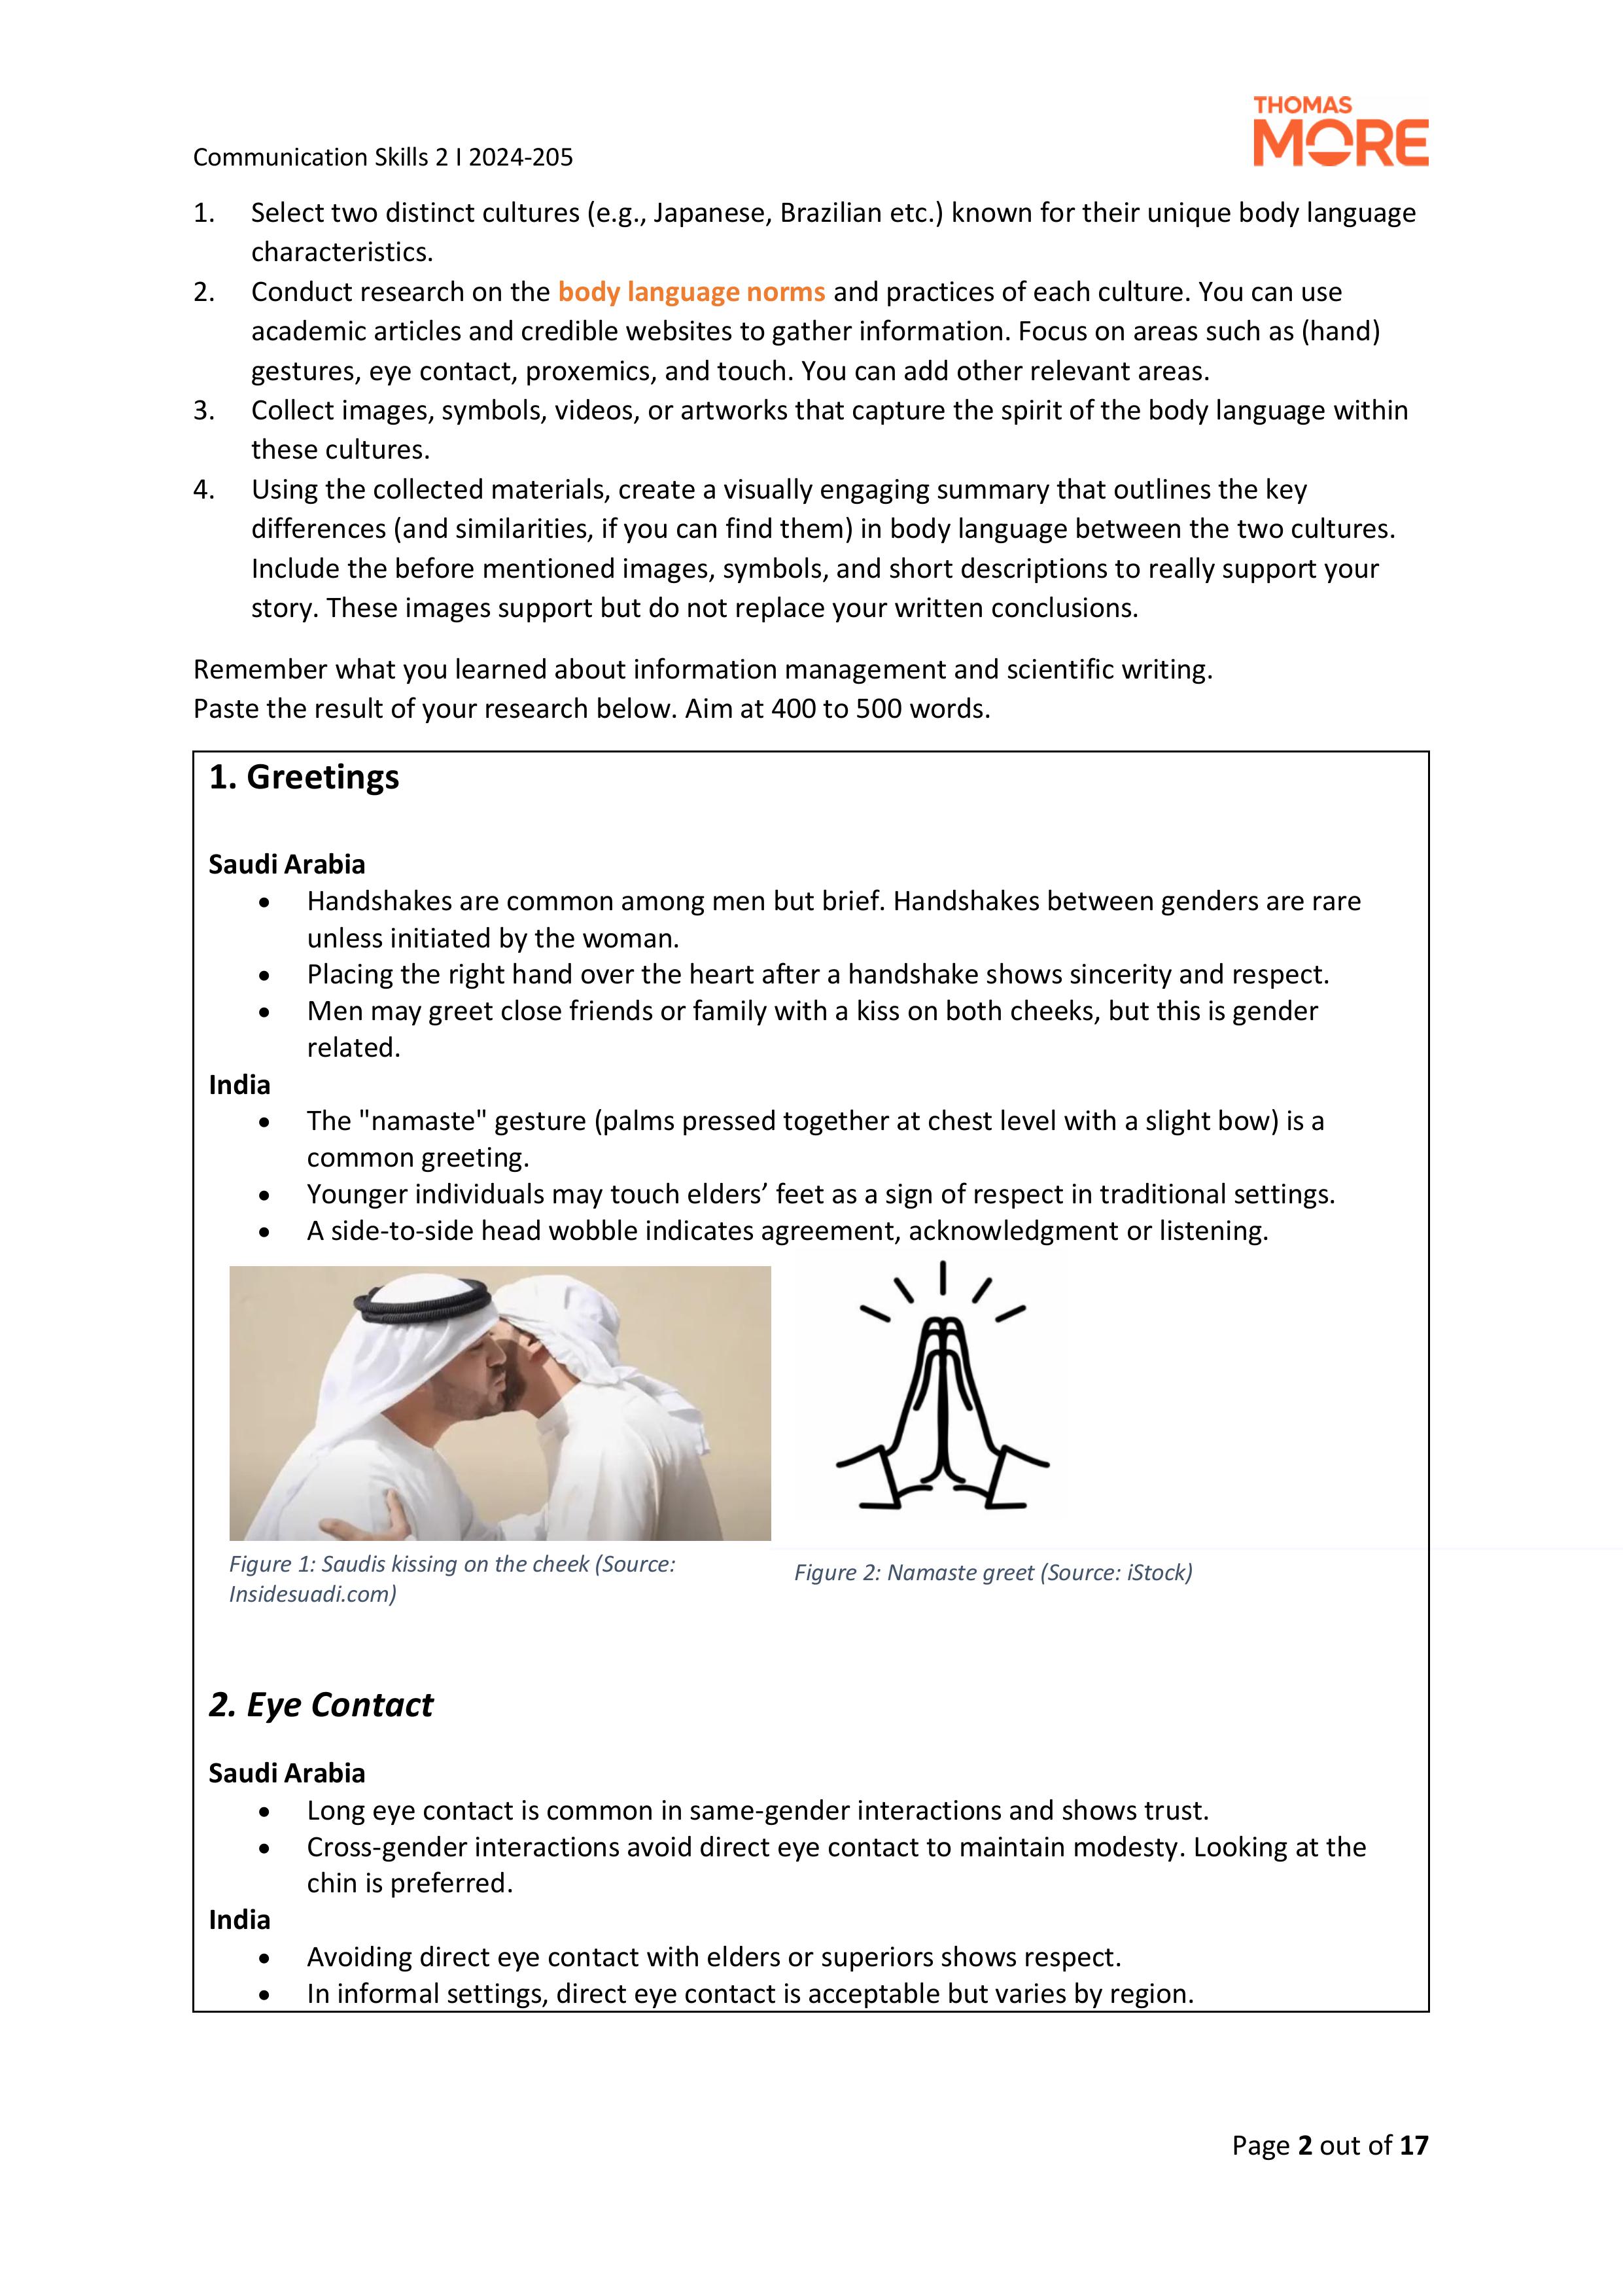 THOMAS
MORE
Communication Skills 2 I 2024-205
1. Select two distinct cultures (e.g., Japanese, Brazilian etc.) known for their unique body language
characteristics.
2. Conduct research on the body language norms and practices of each culture. You can use
academic articles and credible websites to gather information. Focus on areas such as (hand)
gestures, eye contact, proxemics, and touch. You can add other relevant areas.
3. Collect images, symbols, videos, or artworks that capture the spirit of the body language within
these cultures.
4. Using the collected materials, create a visually engaging summary that outlines the key
differences (and similarities, if you can find them) in body language between the two cultures.
Include the before mentioned images, symbols, and short descriptions to really support your
story. These images support but do not replace your written conclusions.
Remember what you learned about information management and scientific writing.
Paste the result of your research below. Aim at 400 to 500 words.
1. Greetings
Saudi Arabia
• Handshakes are common among men but brief. Handshakes between genders are rare
unless initiated by the woman.
• Placing the right hand over the heart after a handshake shows sincerity and respect.
• Men may greet close friends or family with a kiss on both cheeks, but this is gender
related.
India
• The "namaste" gesture (palms pressed together at chest level with a slight bow) is a
common greeting.
• Younger individuals may touch elders’ feet as a sign of respect in traditional settings.
• A side-to-side head wobble indicates agreement, acknowledgment or listening.
Figure 1: Saudis kissing on the cheek (Source:
Insidesuadi.com)
Figure 2: Namaste greet (Source: iStock)
2. Eye Contact
Saudi Arabia
• Long eye contact is common in same-gender interactions and shows trust.
• Cross-gender interactions avoid direct eye contact to maintain modesty. Looking at the
chin is preferred.
India
• Avoiding direct eye contact with elders or superiors shows respect.
• In informal settings, direct eye contact is acceptable but varies by region.
Page 2 out of 17